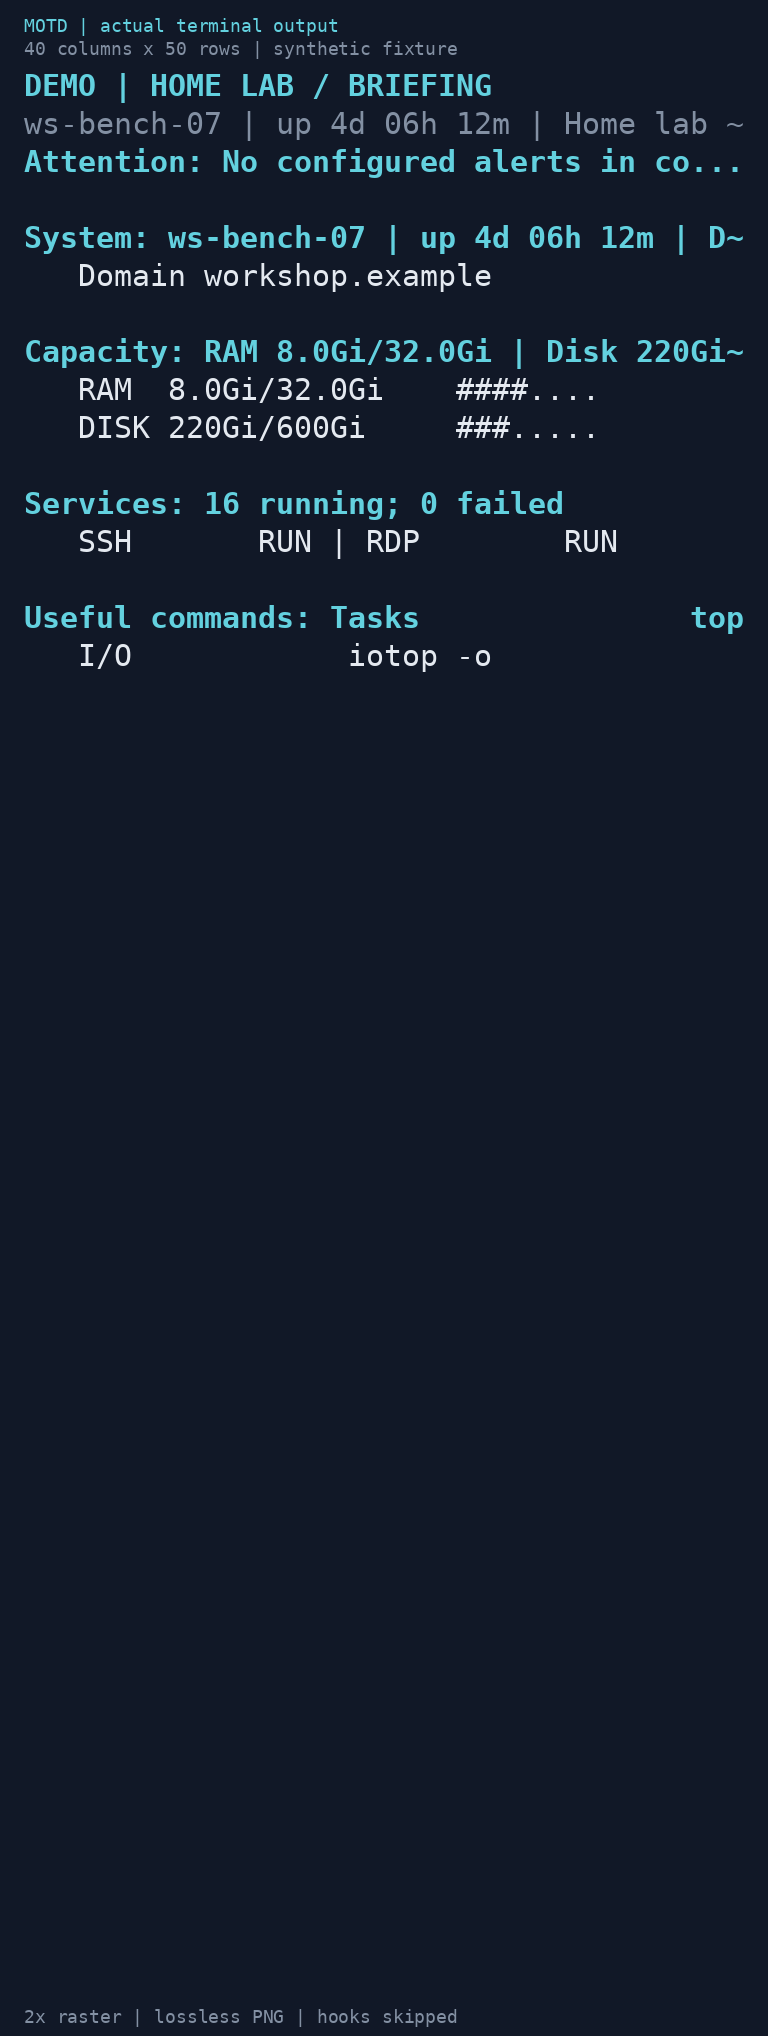 MOTD | actual terminal output
40 columns x 50 rows | synthetic fixture
DEMO | HOME LAB / BRIEFING
ws-bench-07 | up 4d 06h 12m | Home lab ~
Attention: No configured alerts in co...
System: ws-bench-07 | up 4d 06h 12m | D~
Domain workshop.example
Capacity: RAM 8.0Gi/32.0Gi | Disk 220Gi~
RAM  8.0Gi/32.0Gi    ####....
DISK 220Gi/600Gi     ###.....
Services: 16 running; 0 failed
SSH       RUN | RDP        RUN
Useful commands: Tasks               top
I/O            iotop -o
2x raster | lossless PNG | hooks skipped